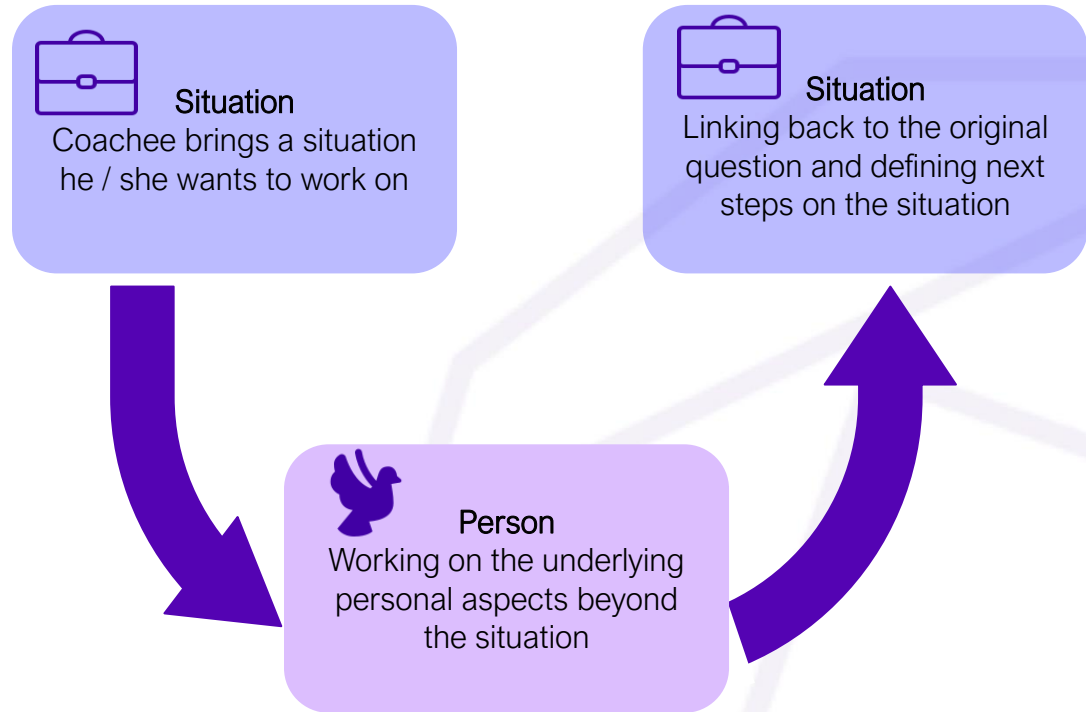 Situation
Coachee brings a situation
he / she wants to work on
Situation
Linking back to the original
question and defining next
steps on the situation
Person
Working on the underlying
personal aspects beyond
the situation